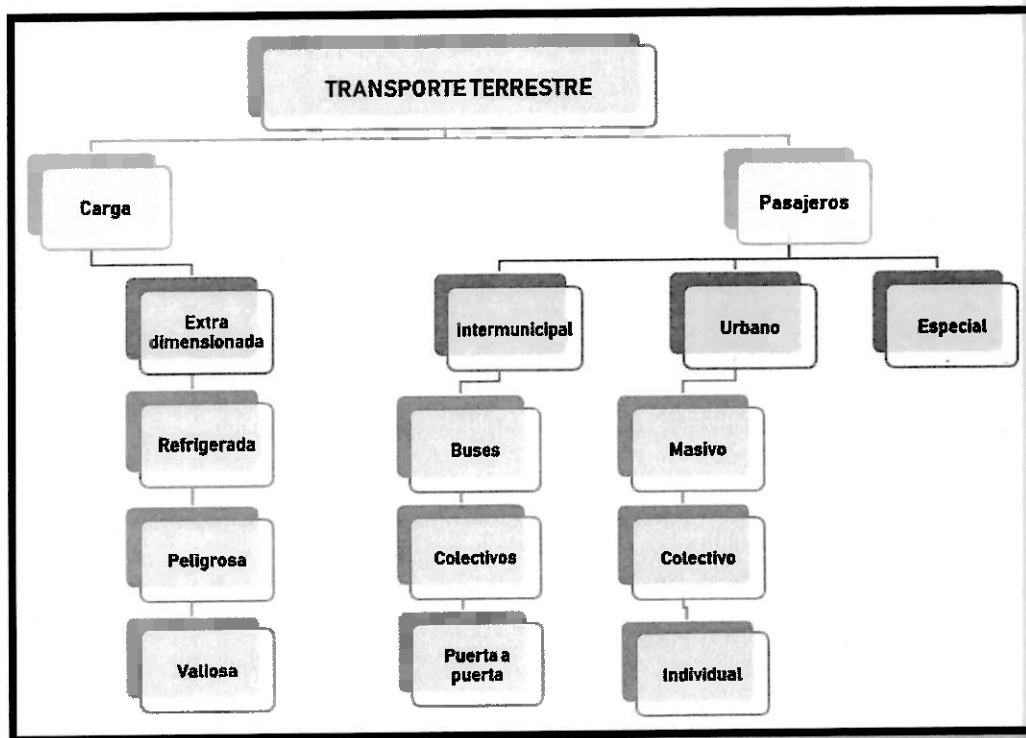 TRANSPORTE TERRESTRE
Carga
Pasajeros
Extra
dimensionada
intermunicipal
Urbano
Especial
Refrigerada
Buses
Masivo
Peligrosa
Colectivos
Colectivo
Valiosa
Puerta a
puerta
Individual